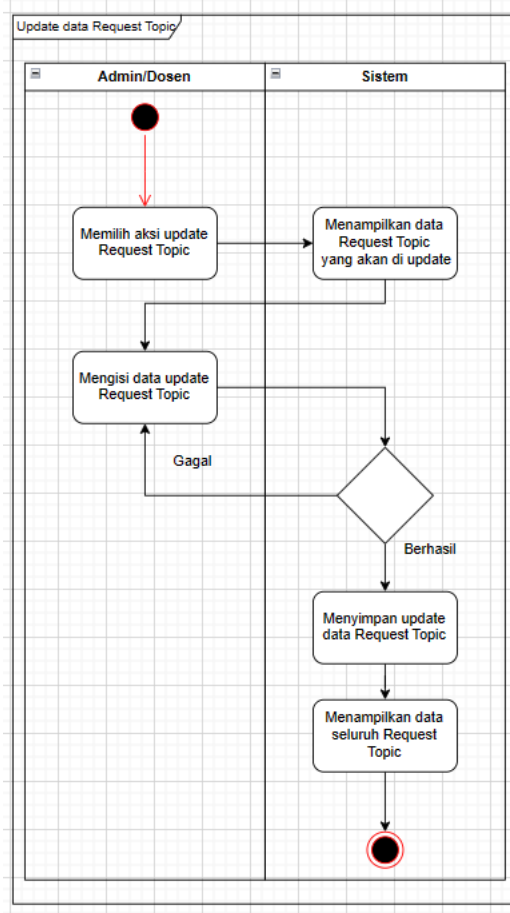 Update data Request Topic
Admin/Dosen
Sistem
Memilih aksi update
Request Topic
Menampilkan data
Request Topic
yang akan di update
Mengisi data update
Request Topic
Gagal
Berhasil
Menyimpan update
data Request Topic
Menampilkan data
seluruh Request
Topic